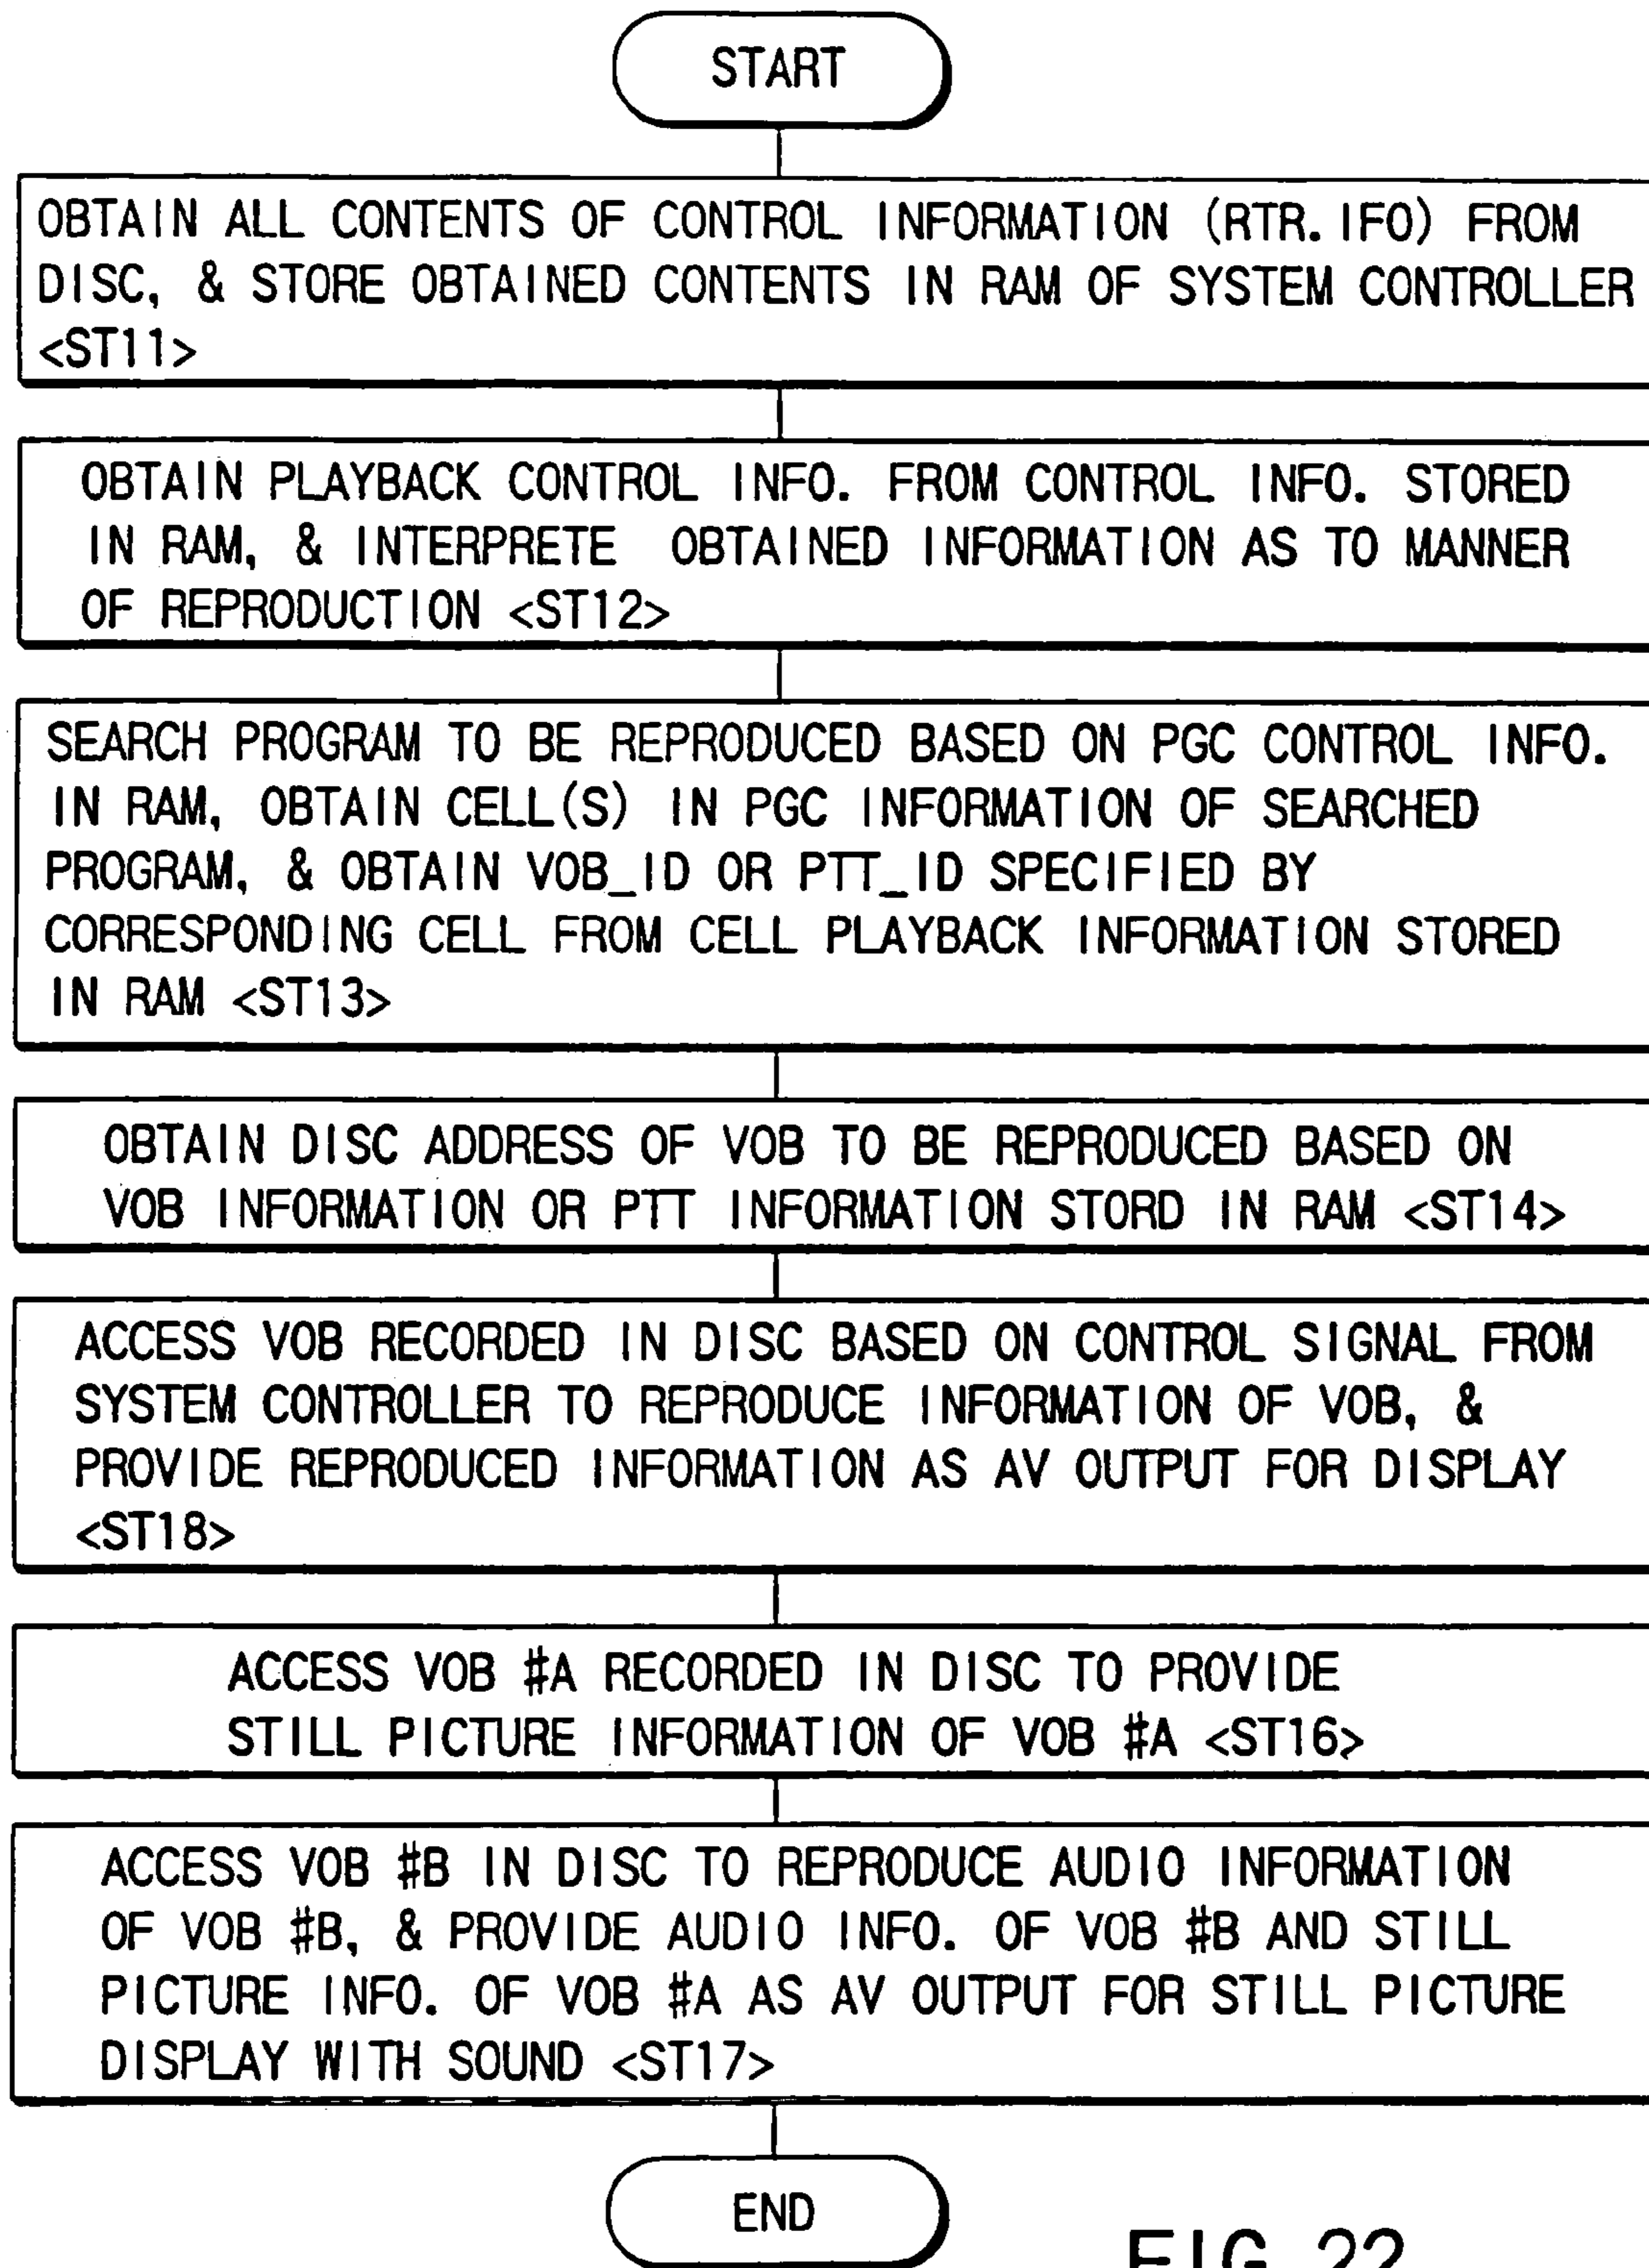 START
OBTAIN ALL CONTENTS OF CONTROL INFORMATION (RTR.IFO) FROM
DISC, & STORE OBTAINED CONTENTS IN RAM OF SYSTEM CONTROLLER
<ST11>
OBTAIN PLAYBACK CONTROL INFO. FROM CONTROL INFO. STORED
IN RAM, & INTERPRETE OBTAINED INFORMATION AS TO MANNER
OF REPRODUCTION <ST12>
SEARCH PROGRAM TO BE REPRODUCED BASED ON PGC CONTROL INFO.
IN RAM, OBTAIN CELL(S) IN PGC INFORMATION OF SEARCHED
PROGRAM, & OBTAIN VOB_ID OR PTT_ID SPECIFIED BY
CORRESPONDING CELL FROM CELL PLAYBACK INFORMATION STORED
IN RAM <ST13>
OBTAIN DISC ADDRESS OF VOB TO BE REPRODUCED BASED ON
VOB INFORMATION OR PTT INFORMATION STORD IN RAM <ST14>
ACCESS VOB RECORDED IN DISC BASED ON CONTROL SIGNAL FROM
SYSTEM CONTROLLER TO REPRODUCE INFORMATION OF VOB, &
PROVIDE REPRODUCED INFORMATION AS AV OUTPUT FOR DISPLAY
<ST18>
ACCESS VOB #A RECORDED IN DISC TO PROVIDE
STILL PICTURE INFORMATION OF VOB #A <ST16>
ACCESS VOB #B IN DISC TO REPRODUCE AUDIO INFORMATION
OF VOB #B, & PROVIDE AUDIO INFO. OF VOB #B AND STILL
PICTURE INFO. OF VOB #A AS AV OUTPUT FOR STILL PICTURE
DISPLAY WITH SOUND <ST17>
END
FIG. 22